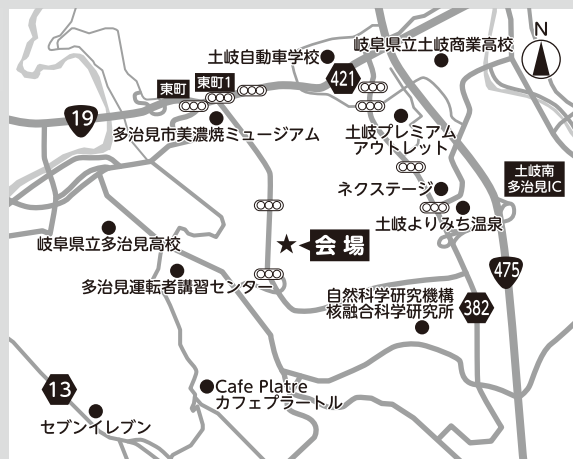 N
岐阜県立土岐商業高校
土岐自動車学校
421
東町
東町1
19
多治見市美濃焼ミュージアム
土岐プレミアム
アウトレット
土岐南
多治見IC
ネクステージ
土岐よりみち温泉
岐阜県立多治見高校
★会場
475
多治見運転者講習センター
自然科学研究機構
核融合科学研究所
382
13
Cafe Platre
カフェプラートル
セブンイレブン